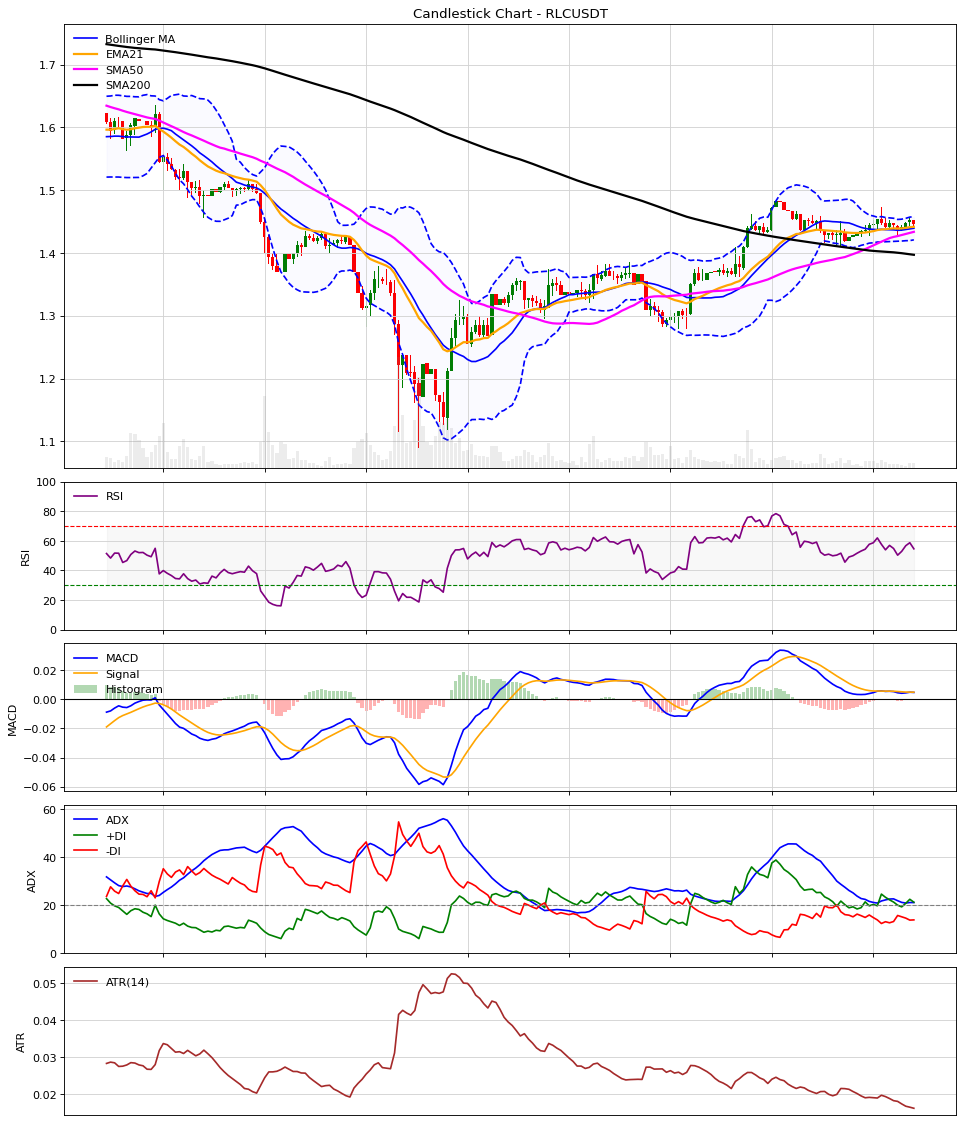 Candlestick Chart - RLCUSDT
Bollinger MA
EMA21
SMA50
SMA200
1.7
1.6
1.5
1.4
1.3
1.2
1.1
RSI
RSI
100
80
60
40
20
0
MACD
Signal
Histogram
MACD
0.02
0.00
−0.02
−0.04
−0.06
ADX
+DI
-DI
ADX
60
40
20
0
ATR(14)
ATR
0.05
0.04
0.03
0.02